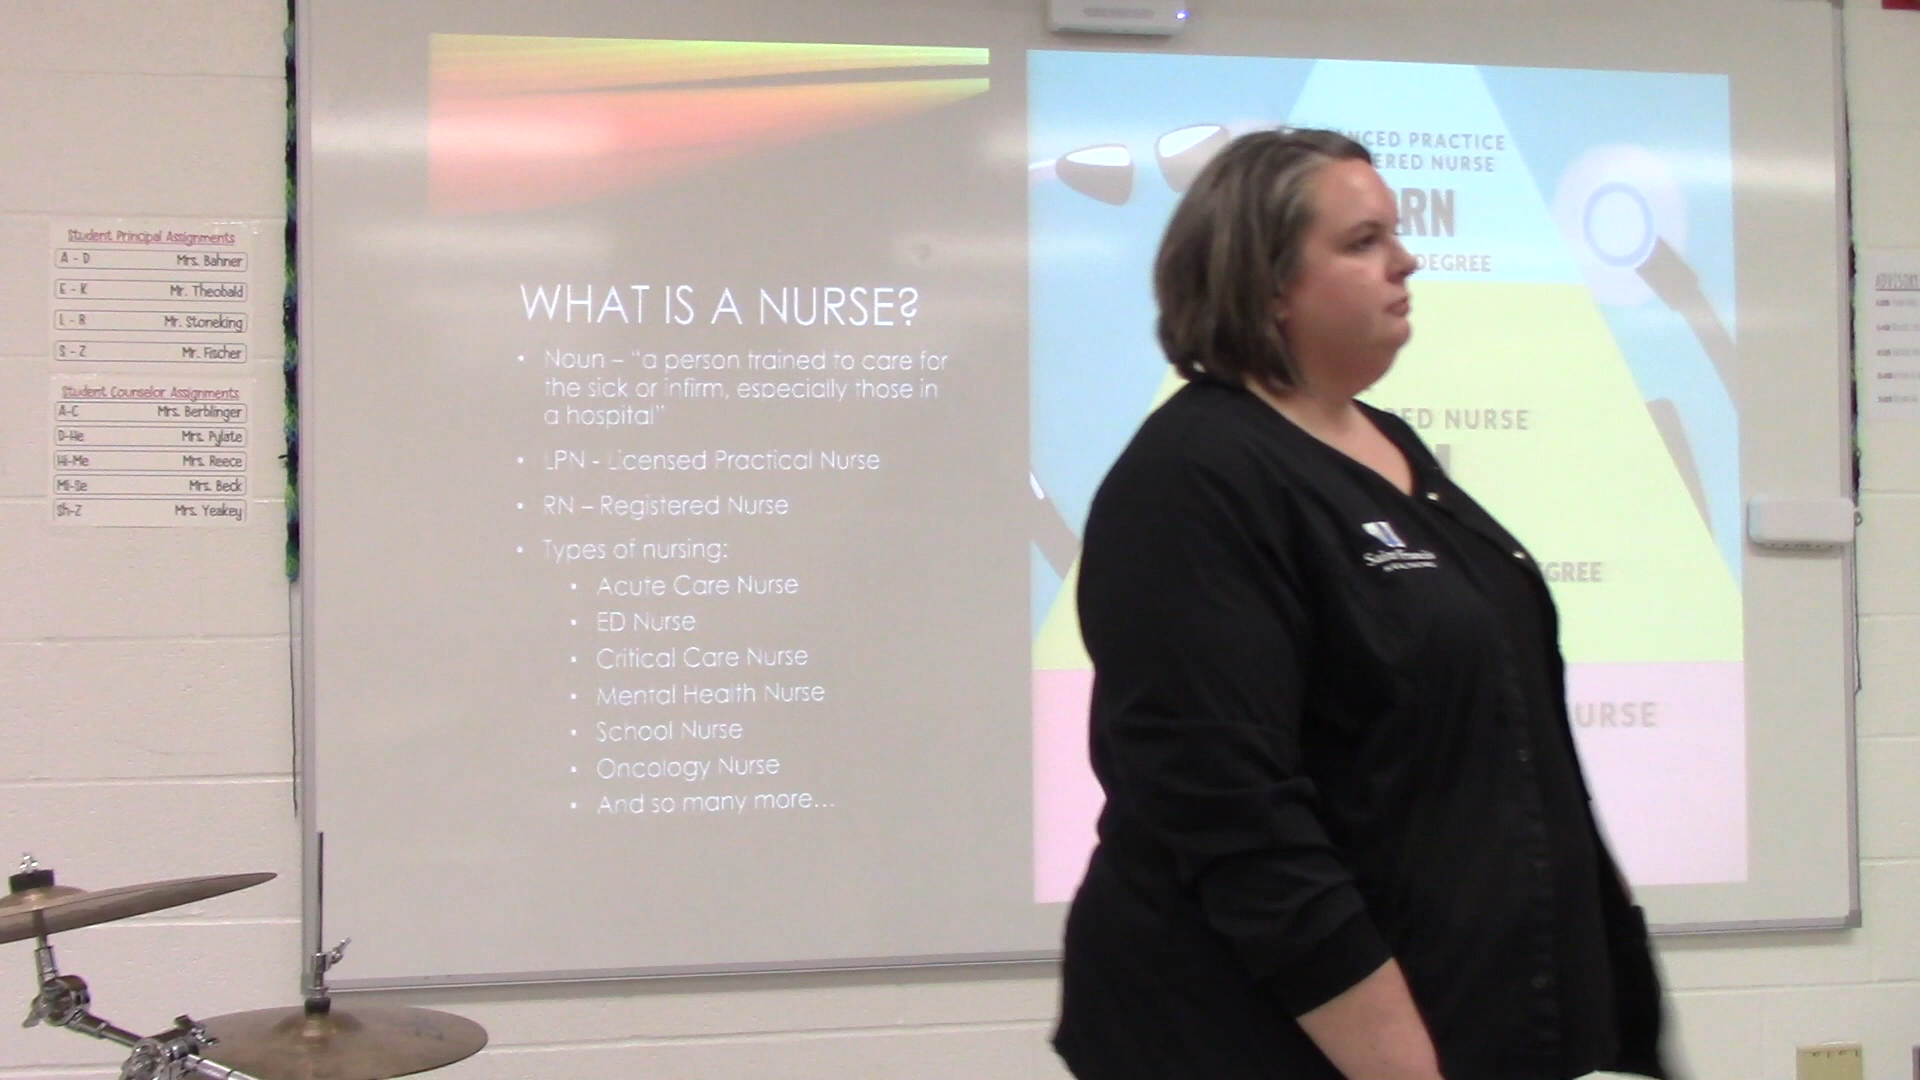 Student Principal Assignments
A - D Mrs. Bahner
E - K Mr. Theobald
L - R Mr. Stoneking
S - Z Mr. Fischer
Student Counselor Assignments
A-C Mrs. Berblinger
D-He Mrs. Pylate
Hi-Me Mrs. Reece
Mi-Se Mrs. Beck
Sh-Z Mrs. Yeakey
WHAT IS A NURSE?
• Noun – “a person trained to care for
the sick or infirm, especially those in
a hospital”
• LPN - Licensed Practical Nurse
• RN – Registered Nurse
• Types of nursing:
• Acute Care Nurse
• ED Nurse
• Critical Care Nurse
• Mental Health Nurse
• School Nurse
• Oncology Nurse
• And so many more…
NCED PRACTICE
ERED NURSE
RN
DEGREE
ED NURSE
GREE
URSE
Saint Francis
ADVISORY